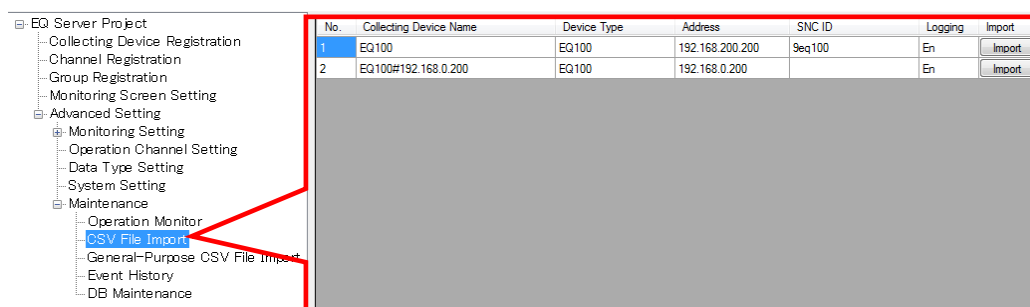 EQ Server Project
Collecting Device Registration
Channel Registration
Group Registration
Monitoring Screen Setting
Advanced Setting
Monitoring Setting
Operation Channel Setting
Data Type Setting
System Setting
Maintenance
Operation Monitor
CSV File Import
General-Purpose CSV File Import
Event History
DB Maintenance
No. Collecting Device Name Device Type Address SNC ID Logging Import
1 EQ100 EQ100 192.168.200.200 9eq100 En Import
2 EQ100#192.168.0.200 EQ100 192.168.0.200 En Import